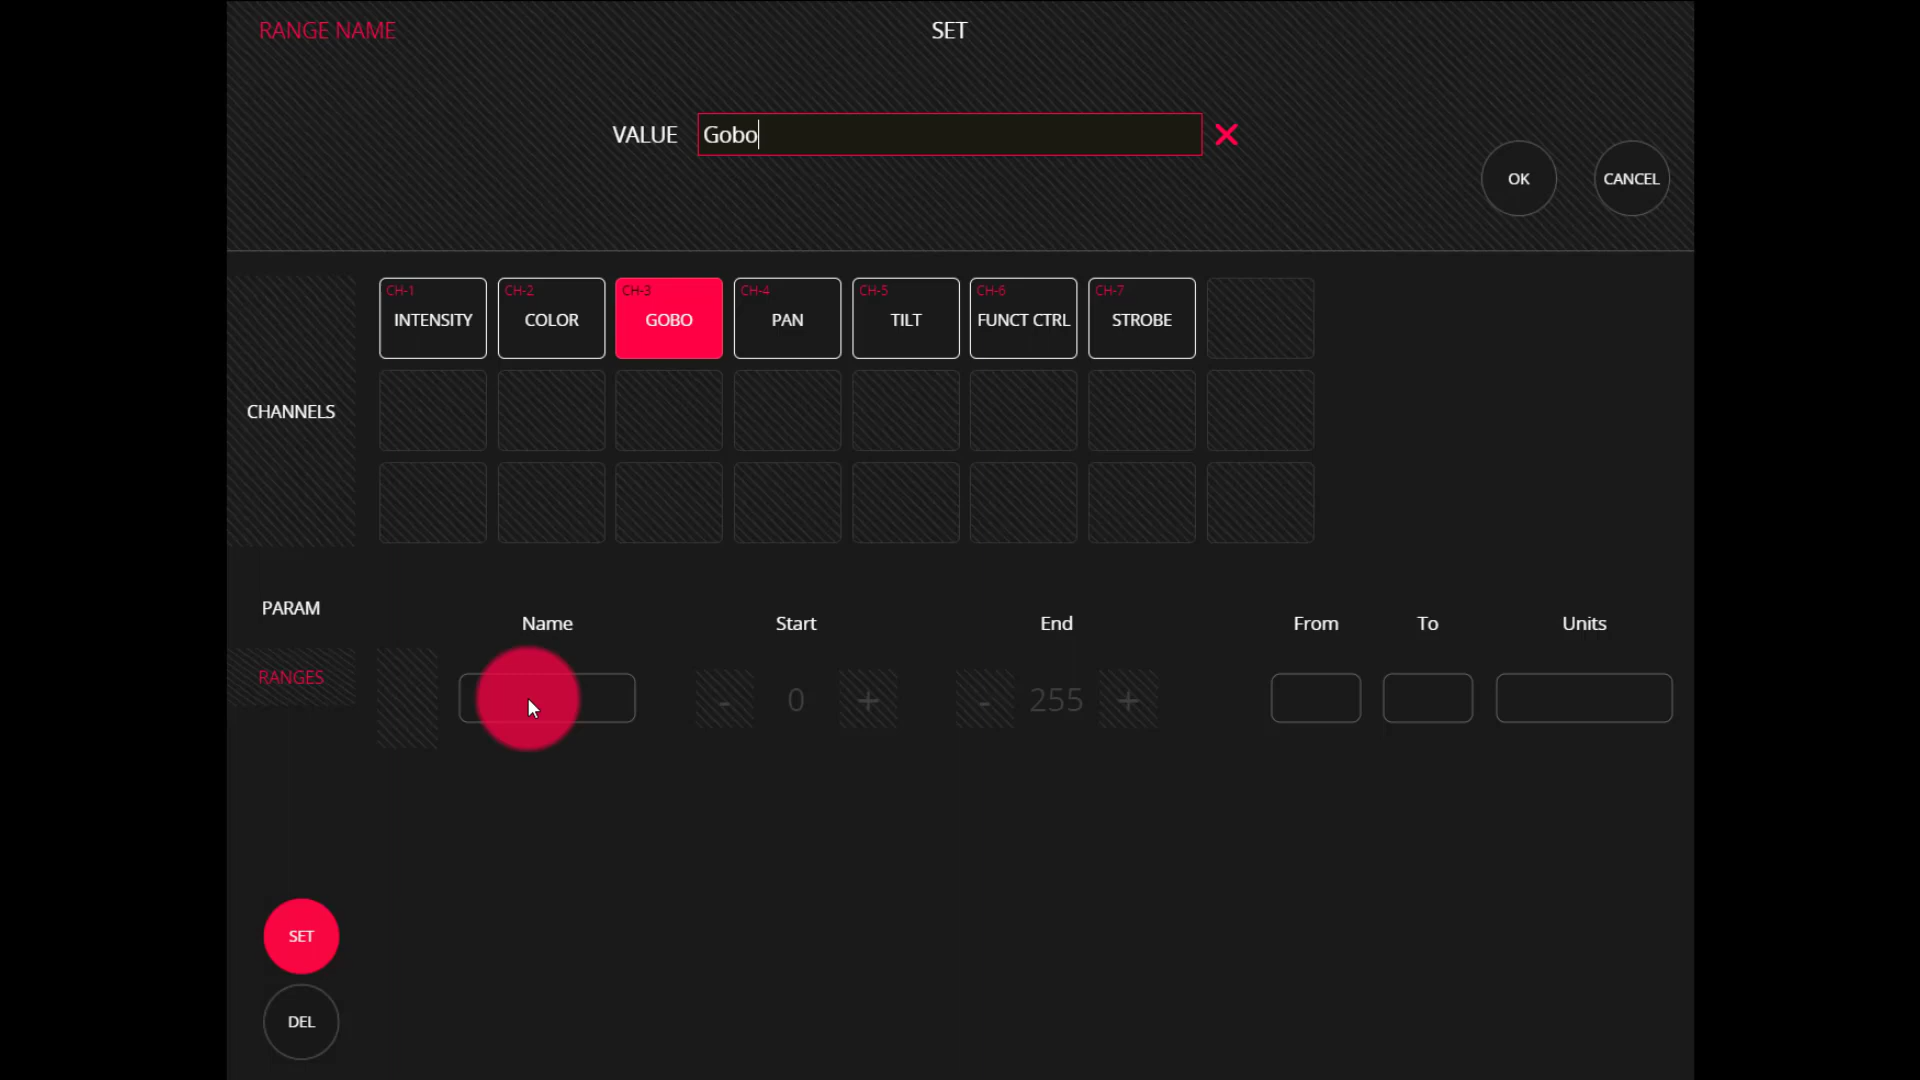 RANGE NAME
SET
VALUE Gobo
OK
CANCEL
CH-1
INTENSITY
CH-2
COLOR
CH-3
GOBO
CH-4
PAN
CH-5
TILT
CH-6
FUNCT CTRL
CH-7
STROBE
CHANNELS
PARAM
RANGES
Name Start End From To Units
- 0 + - 255 +
SET
DEL